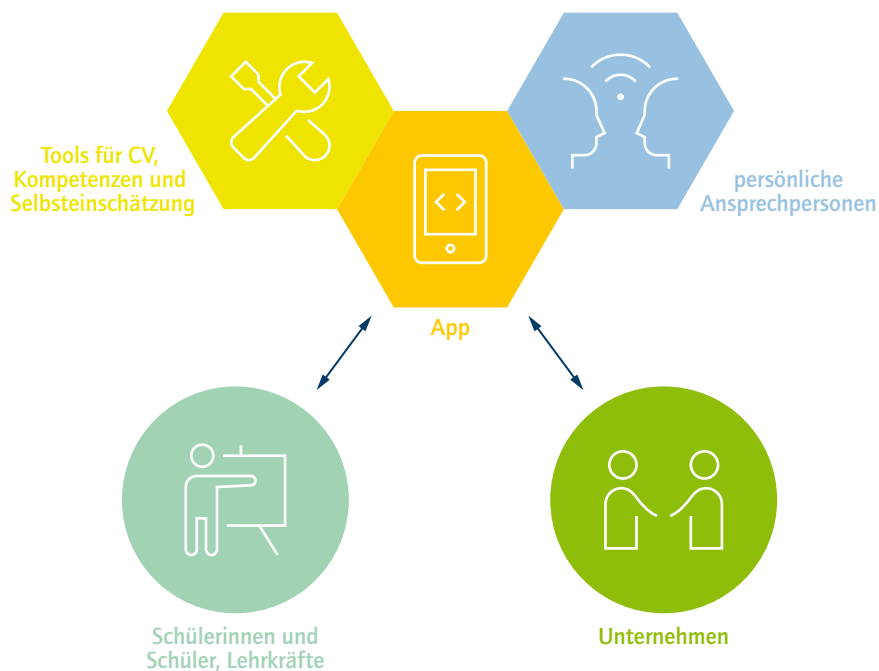 Tools für CV,
Kompetenzen und
Selbsteinschätzung
persönliche
Ansprechpersonen
App
Schülerinnen und
Schüler, Lehrkräfte
Unternehmen